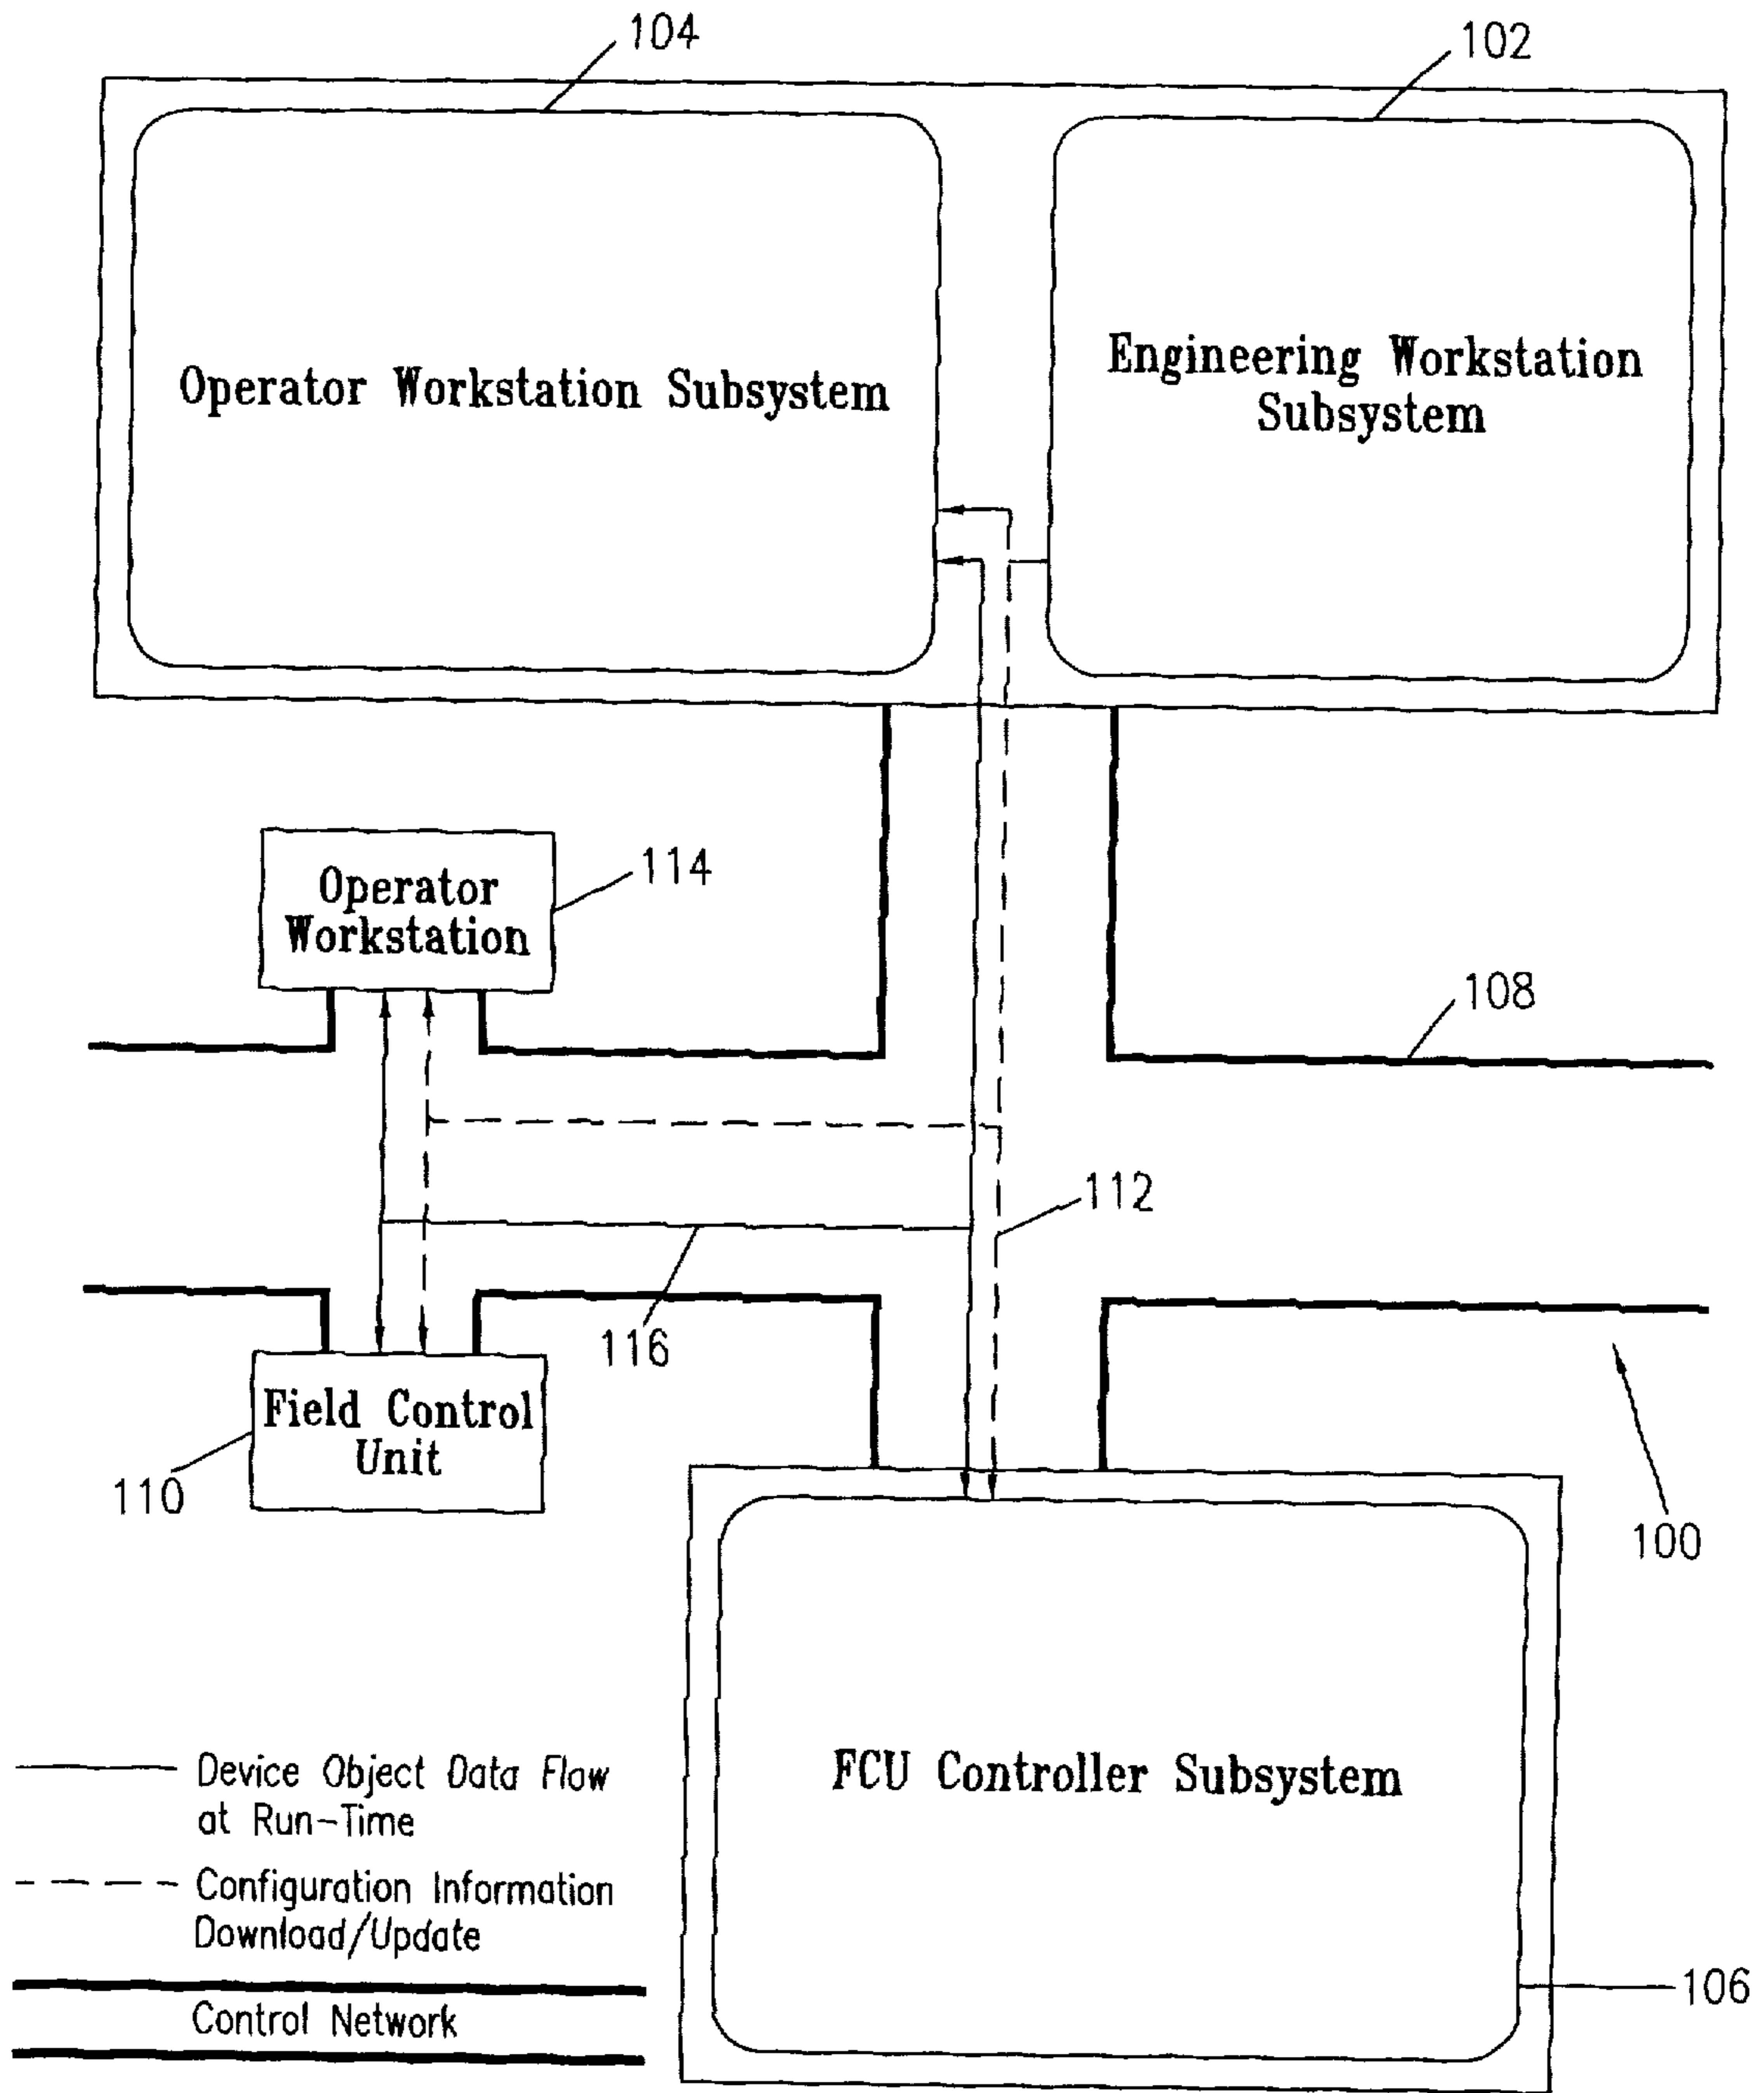 104
102
Operator Workstation Subsystem
Engineering Workstation
Subsystem
Operator
Workstation
114
108
112
116
Field Control
Unit
110
100
FCU Controller Subsystem
Device Object Data Flow
at Run-Time
Configuration Information
Download/Update
Control Network
106